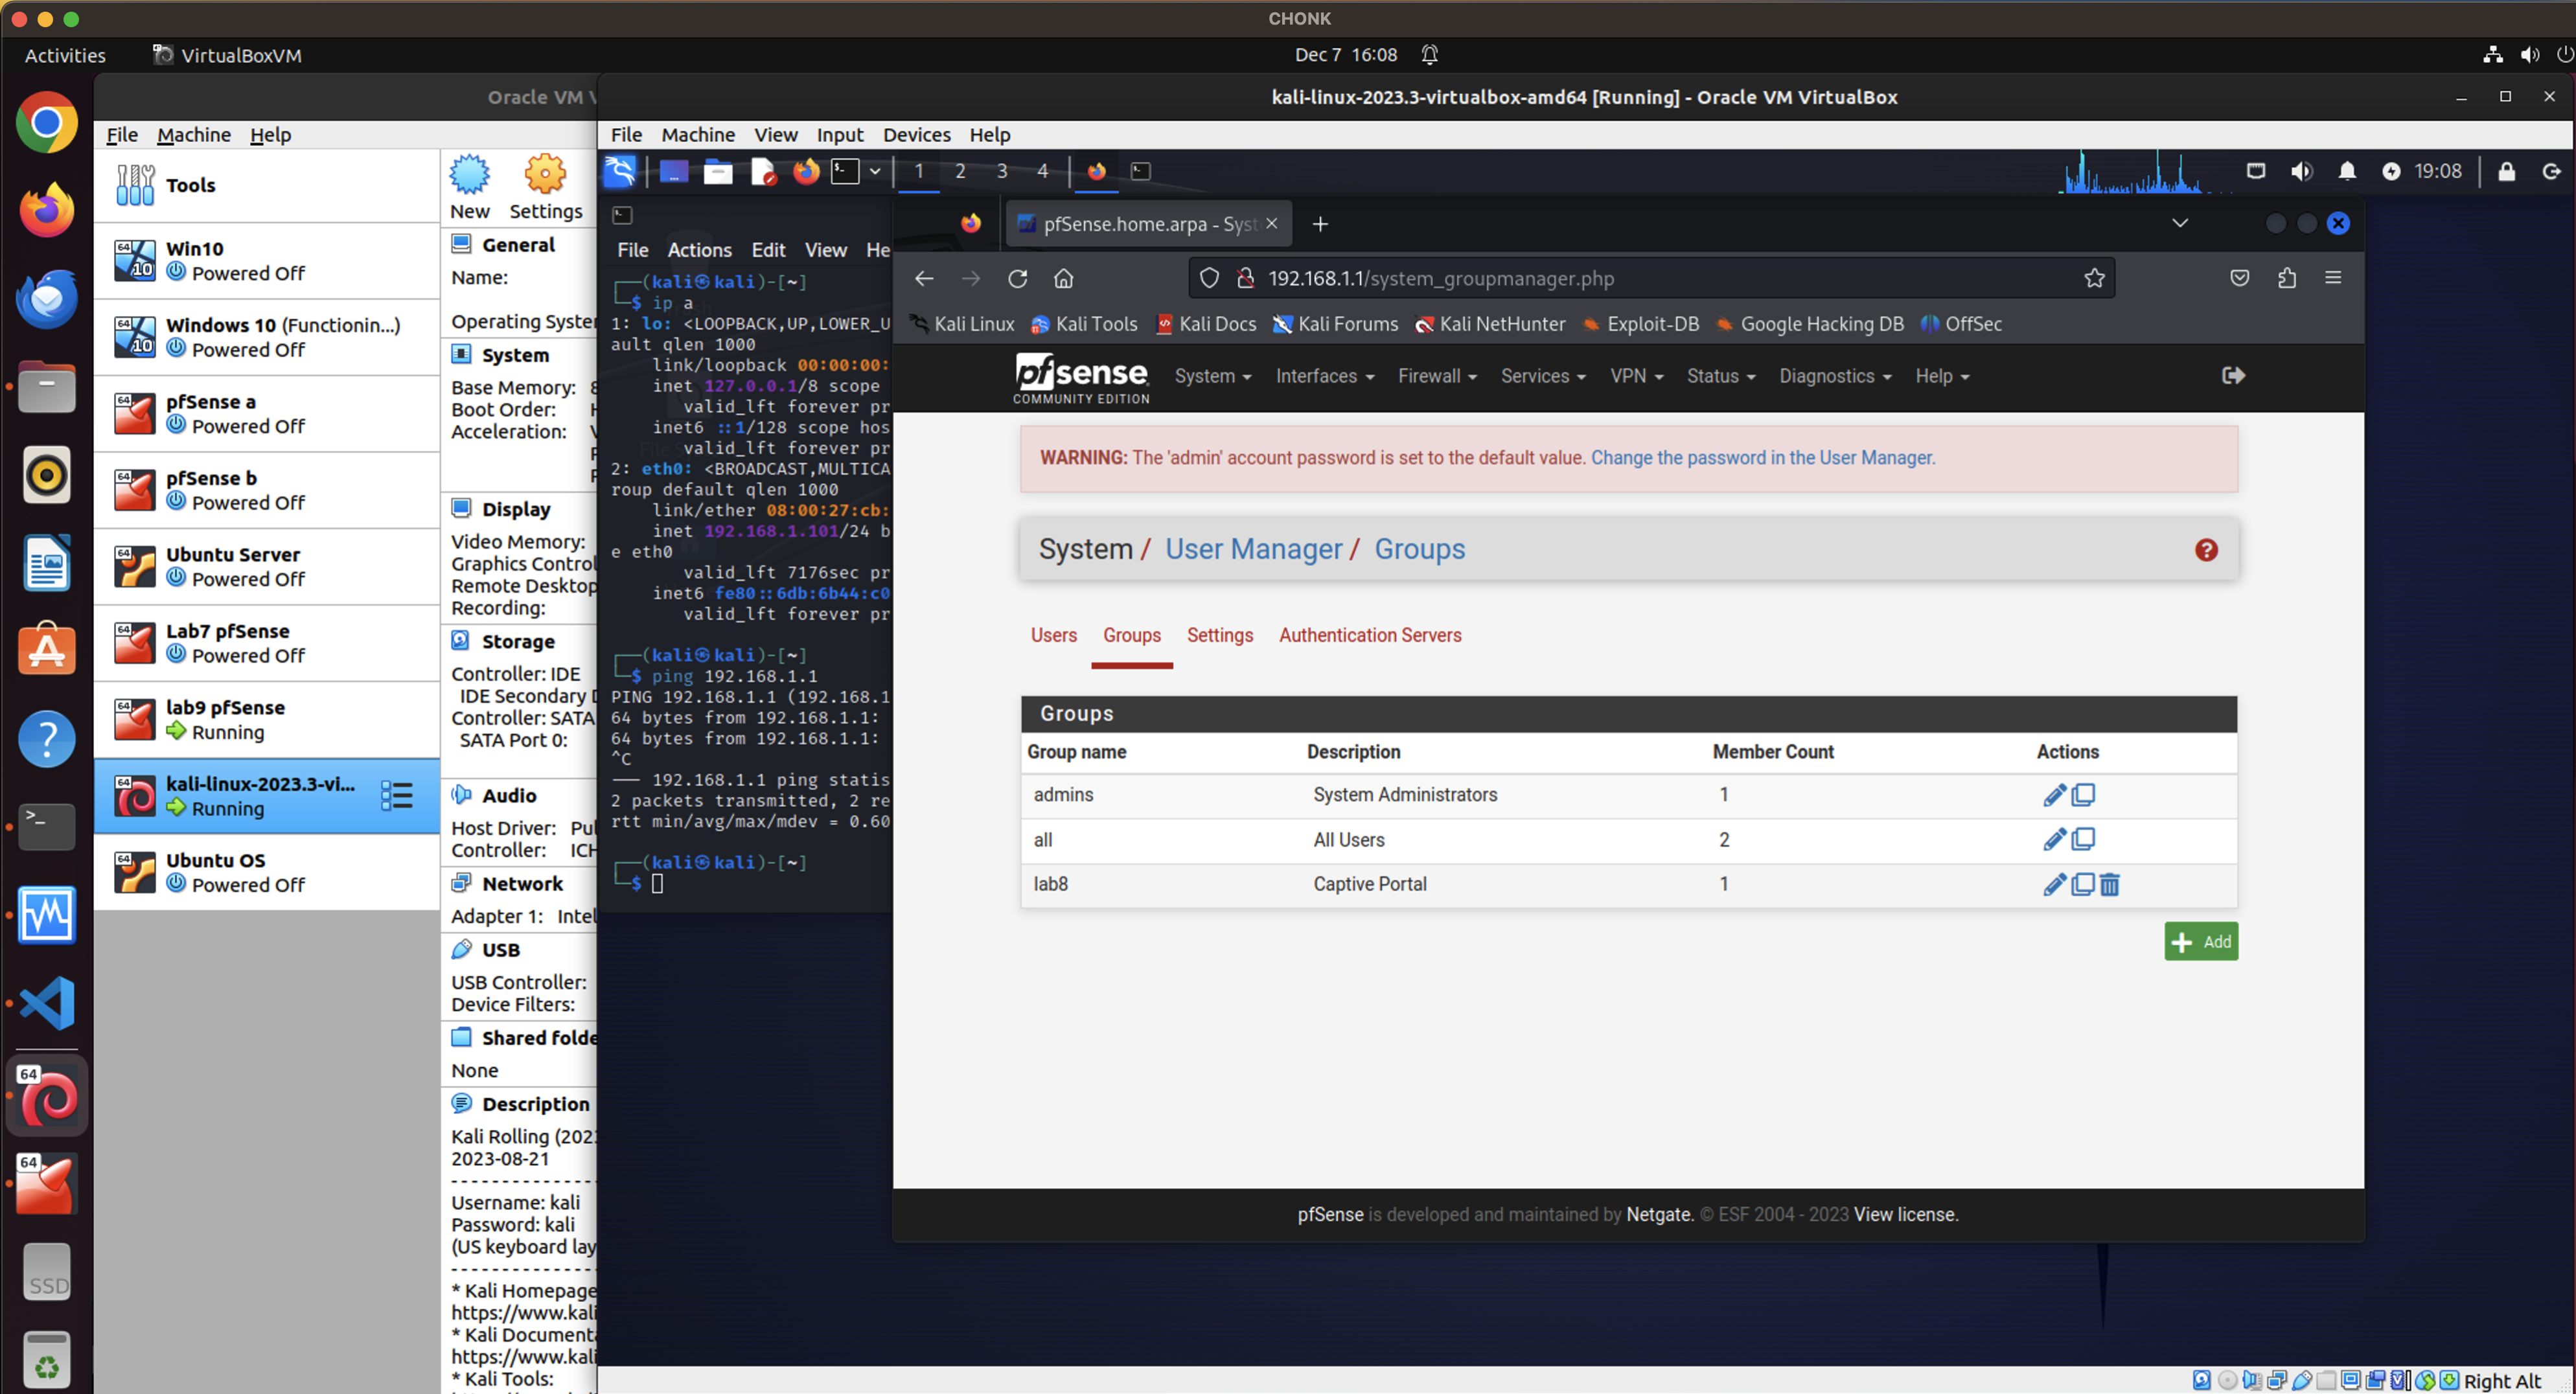 CHONK
Activities VirtualBoxVM Dec 7 16:08
Oracle VM V
File Machine Help
Tools
New Settings
Win10
Powered Off
Windows 10 (Functionin...)
Powered Off
pfSense a
Powered Off
pfSense b
Powered Off
Ubuntu Server
Powered Off
Lab7 pfSense
Powered Off
lab9 pfSense
Running
kali-linux-2023.3-vi...
Running
Ubuntu OS
Powered Off
64
64
SSD
General
Name:
Operating Syste
System
Base Memory: 8
Boot Order: H
Acceleration: V
Display
Video Memory:
Graphics Control
Remote Desktop
Recording:
Storage
Controller: IDE
IDE Secondary D
Controller: SATA
SATA Port 0:
Audio
Host Driver: Pul
Controller: ICH
Network
Adapter 1: Intel
USB
USB Controller:
Device Filters:
Shared folde
None
Description
Kali Rolling (202
2023-08-21
--------------
Username: kali
Password: kali
(US keyboard lay
--------------
* Kali Homepage
https://www.kali
* Kali Documenta
https://www.kali
* Kali Tools:
kali-linux-2023.3-virtualbox-amd64 [Running] - Oracle VM VirtualBox
File Machine View Input Devices Help
1 2 3 4 19:08
File Actions Edit View He
┌──(kali㉿kali)-[~]
└─$ ip a
1: lo: <LOOPBACK,UP,LOWER_U
ault qlen 1000
link/loopback 00:00:00:
inet 127.0.0.1/8 scope
valid_lft forever pr
inet6 ::1/128 scope hos
valid_lft forever pr
2: eth0: <BROADCAST,MULTICA
roup default qlen 1000
link/ether 08:00:27:cb:
inet 192.168.1.101/24 b
e eth0
valid_lft 7176sec pr
inet6 fe80::6db:6b44:c0
valid_lft forever pr
┌──(kali㉿kali)-[~]
└─$ ping 192.168.1.1
PING 192.168.1.1 (192.168.1
64 bytes from 192.168.1.1:
64 bytes from 192.168.1.1:
^C
--- 192.168.1.1 ping statis
2 packets transmitted, 2 re
rtt min/avg/max/mdev = 0.60
┌──(kali㉿kali)-[~]
└─$
pfSense.home.arpa - Syst
192.168.1.1/system_groupmanager.php
Kali Linux Kali Tools Kali Docs Kali Forums Kali NetHunter Exploit-DB Google Hacking DB OffSec
pfsense
COMMUNITY EDITION
System Interfaces Firewall Services VPN Status Diagnostics Help
WARNING: The 'admin' account password is set to the default value. Change the password in the User Manager.
System / User Manager / Groups
Users Groups Settings Authentication Servers
Groups
Group name Description Member Count Actions
admins System Administrators 1
all All Users 2
lab8 Captive Portal 1
Add
pfSense is developed and maintained by Netgate. © ESF 2004 - 2023 View license.
Right Alt